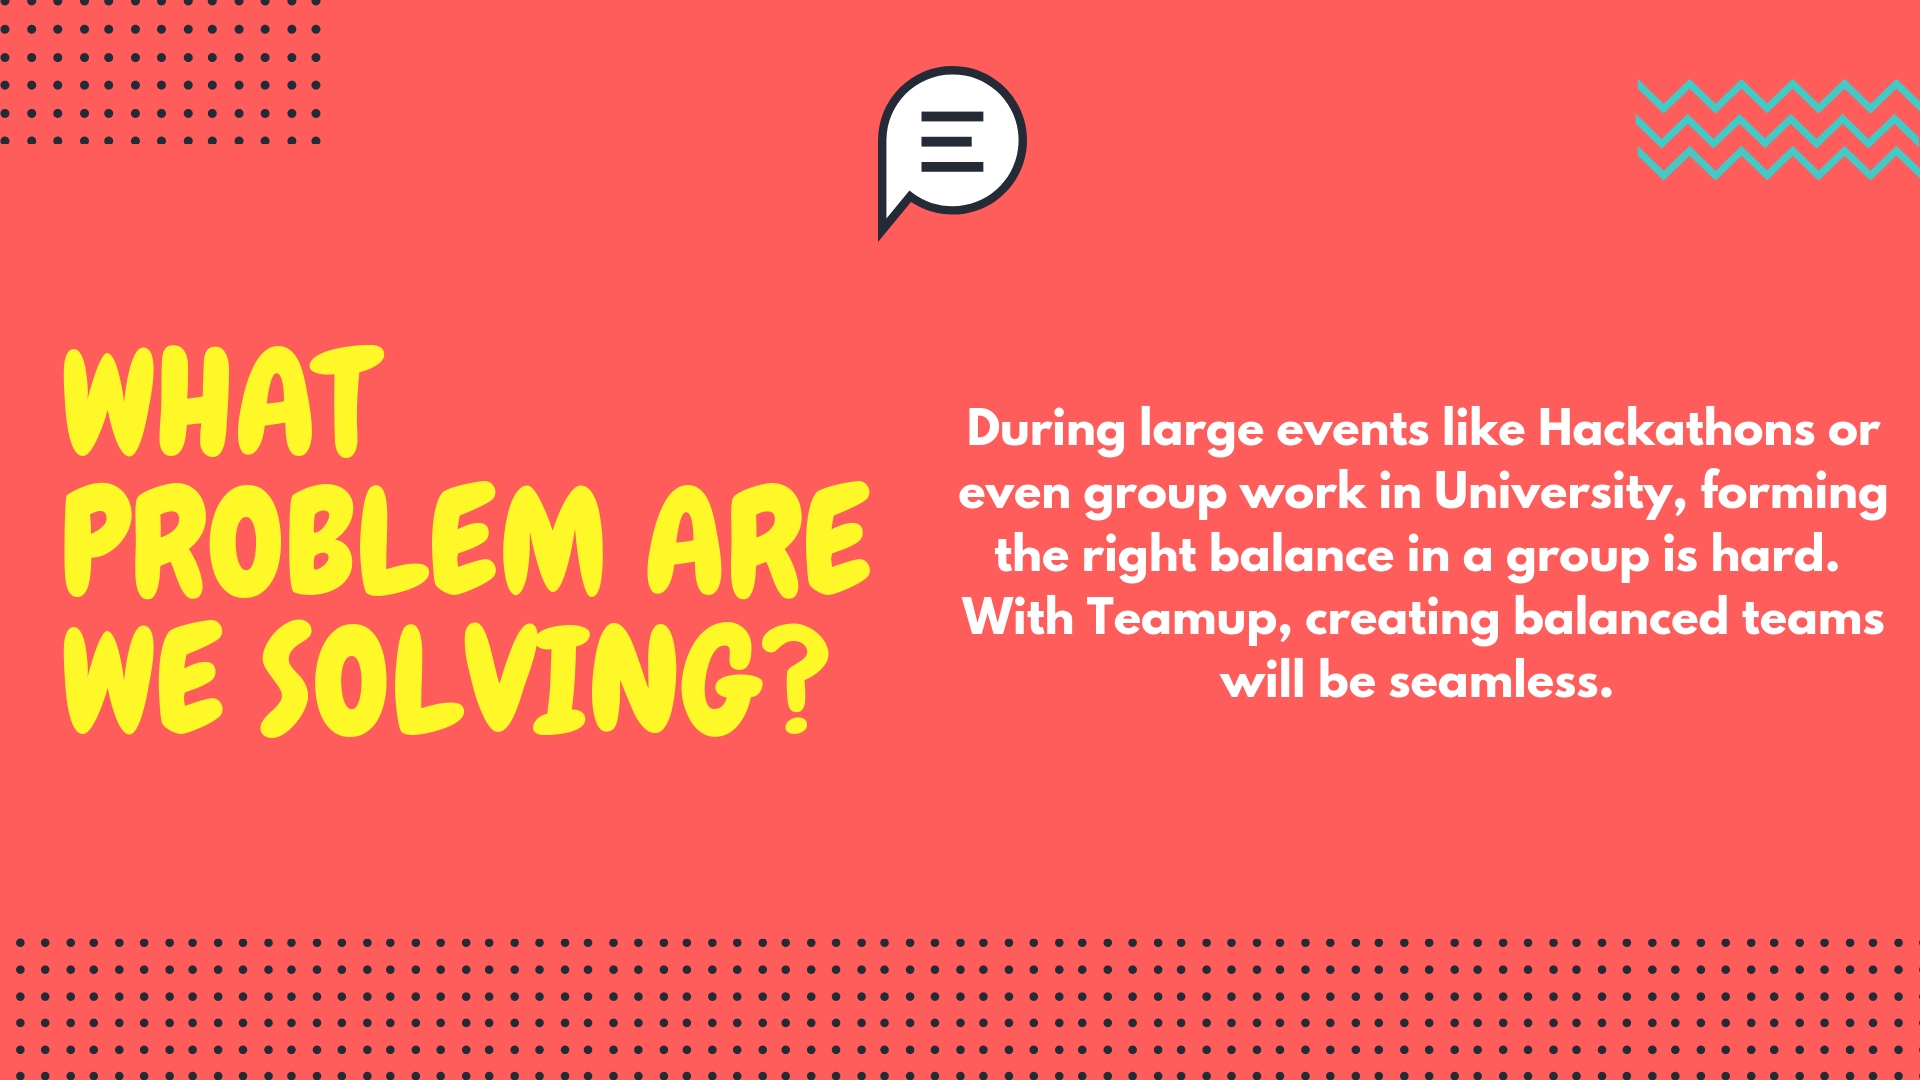 WHAT
PROBLEM ARE
WE SOLVING?
During large events like Hackathons or
even group work in University, forming
the right balance in a group is hard.
With Teamup, creating balanced teams
will be seamless.